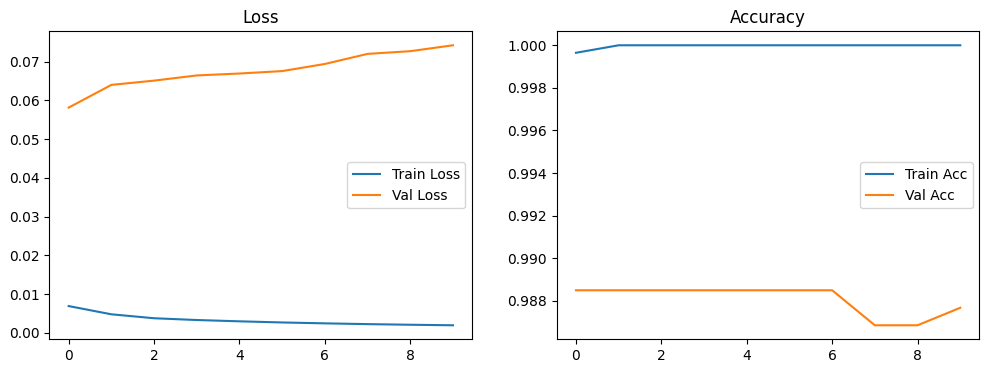 Loss
0.07
0.06
0.05
0.04
0.03
0.02
0.01
0.00
0 2 4 6 8
Train Loss
Val Loss
Accuracy
1.000
0.998
0.996
0.994
0.992
0.990
0.988
0 2 4 6 8
Train Acc
Val Acc